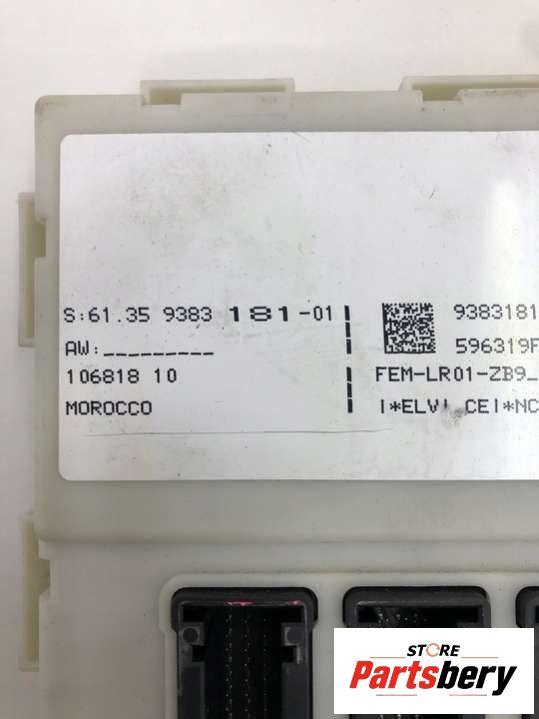 S:61.35 9383 181-01
AW:_________
106818 10
MOROCCO
9383181
596319F
FEM-LR01-ZB9_
|*ELV|_CE|*NC
STORE
Partsbery